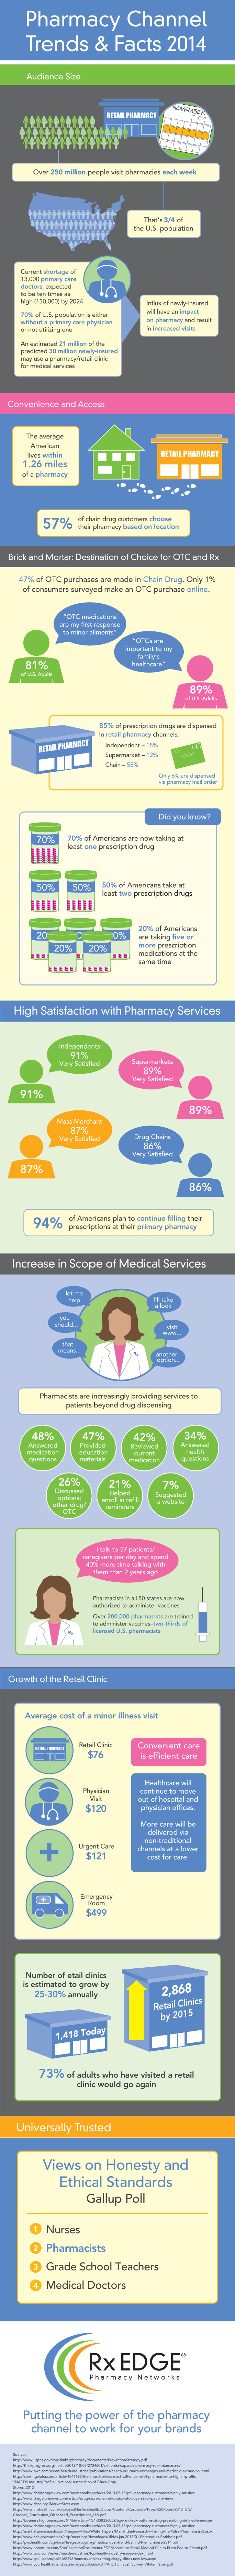 Pharmacy Channel
Trends & Facts 2014
Audience Size
RETAIL PHARMACY
NOVEMBER
Over 250 million people visit pharmacies each week
That's 3/4 of
the U.S. population
Current shortage of
13,000 primary care
doctors, expected
to be ten times as
high (130,000) by 2024
70% of U.S. population is either
without a primary care physician
or not utilizing one
An estimated 21 million of the
predicted 30 million newly-insured
may use a pharmacy/retail clinic
for medical services
Influx of newly-insured
will have an impact
on pharmacy and result
in increased visits
Convenience and Access
The average
American
lives within
1.26 miles
of a pharmacy
RETAIL PHARMACY
57% of chain drug customers choose
their pharmacy based on location
Brick and Mortar: Destination of Choice for OTC and Rx
47% of OTC purchases are made in Chain Drug. Only 1%
of consumers surveyed make an OTC purchase online.
"OTC medications
are my first response
to minor ailments"
81%
of U.S. Adults
"OTCs are
important to my
family's
healthcare"
89%
of U.S. Adults
RETAIL PHARMACY
85% of prescription drugs are dispensed
in retail pharmacy channels:
Independent – 18%
Supermarket – 12%
Chain – 55%
Only 6% are dispensed
via pharmacy mail order
Did you know?
70%
70% of Americans are now taking at
least one prescription drug
50% 50%
50% of Americans take at
least two prescription drugs
20% 20%
20% of Americans
are taking five or
more prescription
medications at the
same time
High Satisfaction with Pharmacy Services
Independents
91%
Very Satisfied
91%
Supermarkets
89%
Very Satisfied
89%
Mass Merchant
87%
Very Satisfied
87%
Drug Chains
86%
Very Satisfied
86%
94% of Americans plan to continue filling their
prescriptions at their primary pharmacy
Increase in Scope of Medical Services
let me
help
I'll take
a look
you
should...
visit
www...
that
means...
another
option...
Pharmacists are increasingly providing services to
patients beyond drug dispensing
48%
Answered
medication
questions
47%
Provided
education
materials
42%
Reviewed
current
medication
34%
Answered
health
questions
26%
Discussed
options;
other drug/
OTC
21%
Helped
enroll in refill
reminders
7%
Suggested
a website
I talk to 57 patients/
caregivers per day and spend
40% more time talking with
them than 2 years ago
Pharmacists in all 50 states are now
authorized to administer vaccines
Over 200,000 pharmacists are trained
to administer vaccines–two-thirds of
licensed U.S. pharmacists
Growth of the Retail Clinic
Average cost of a minor illness visit
RETAIL PHARMACY
Retail Clinic
$76
Physician
Visit
$120
Urgent Care
$121
Emergency
Room
$499
Convenient care
is efficient care
Healthcare will
continue to move
out of hospital and
physician offices.
More care will be
delivered via
non-traditional
channels at a lower
cost for care
Number of etail clinics
is estimated to grow by
25-30% annually
1,418 Today
2,868
Retail Clinics
by 2015
73% of adults who have visited a retail
clinic would go again
Universally Trusted
Views on Honesty and
Ethical Standards
Gallup Poll
1 Nurses
2 Pharmacists
3 Grade School Teachers
4 Medical Doctors
Rx EDGE®
Pharmacy Networks
Putting the power of the pharmacy
channel to work for your brands
Sources